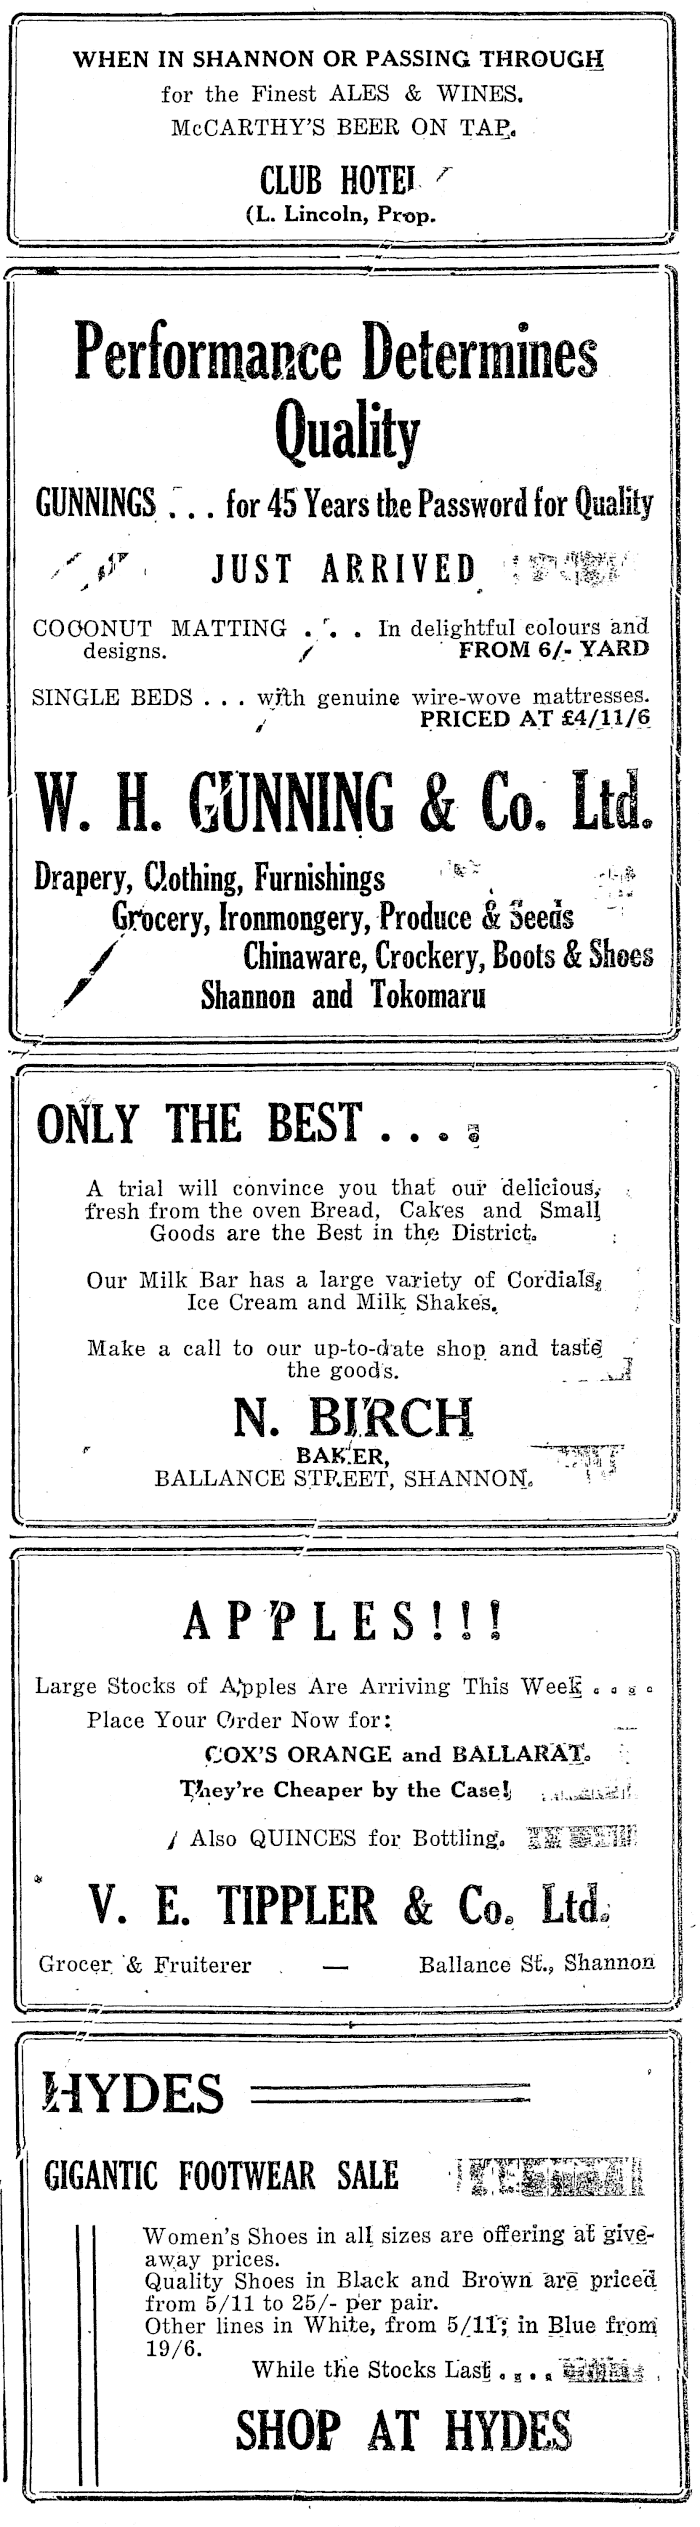 WHEN IN SHANNON OR PASSING THROUGH
for the Finest ALES & WINES.
McCARTHY'S BEER ON TAP.
CLUB HOTEL
(L. Lincoln, Prop.
Performance Determines
Quality
GUNNINGS . . . for 45 Years the Password for Quality
JUST ARRIVED
COCONUT MATTING . . . In delightful colours and
designs. FROM 6/- YARD
SINGLE BEDS . . . with genuine wire-wove mattresses.
PRICED AT £4/11/6
W. H. GUNNING & Co. Ltd.
Drapery, Clothing, Furnishings
Grocery, Ironmongery, Produce & Seeds
Chinaware, Crockery, Boots & Shoes
Shannon and Tokomaru
ONLY THE BEST . . . .
A trial will convince you that our delicious,
fresh from the oven Bread, Cakes and Small
Goods are the Best in the District.
Our Milk Bar has a large variety of Cordials,
Ice Cream and Milk Shakes.
Make a call to our up-to-date shop and taste
the goods.
N. BIRCH
BAKER,
BALLANCE STREET, SHANNON.
APPLES!!!
Large Stocks of Apples Are Arriving This Week . . . .
Place Your Order Now for:
COX'S ORANGE and BALLARAT.
They're Cheaper by the Case!
Also QUINCES for Bottling.
V. E. TIPPLER & Co. Ltd.
Grocer & Fruiterer — Ballance St., Shannon
HYDES
GIGANTIC FOOTWEAR SALE
Women's Shoes in all sizes are offering at give-
away prices.
Quality Shoes in Black and Brown are priced
from 5/11 to 25/- per pair.
Other lines in White, from 5/11; in Blue from
19/6.
While the Stocks Last . . . .
SHOP AT HYDES